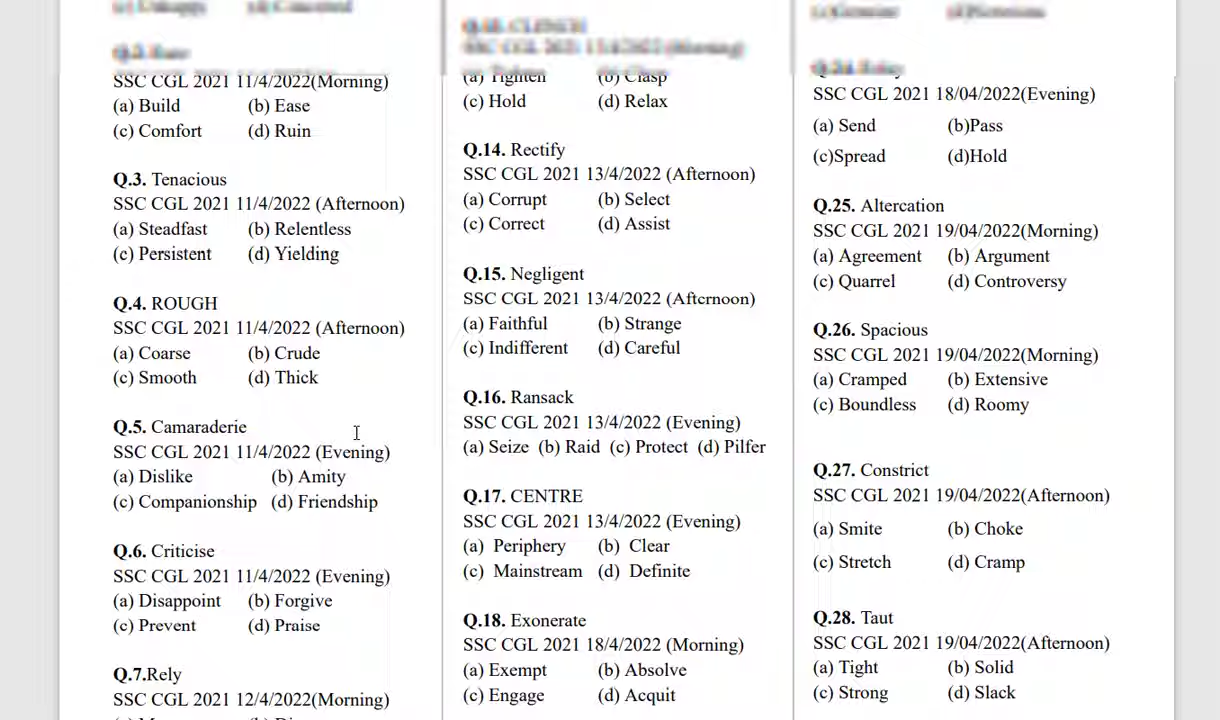 SSC CGL 2021 11/4/2022(Morning)
(a) Build (b) Ease
(c) Comfort (d) Ruin
Q.3. Tenacious
SSC CGL 2021 11/4/2022 (Afternoon)
(a) Steadfast (b) Relentless
(c) Persistent (d) Yielding
Q.4. ROUGH
SSC CGL 2021 11/4/2022 (Afternoon)
(a) Coarse (b) Crude
(c) Smooth (d) Thick
Q.5. Camaraderie
SSC CGL 2021 11/4/2022 (Evening)
(a) Dislike (b) Amity
(c) Companionship (d) Friendship
Q.6. Criticise
SSC CGL 2021 11/4/2022 (Evening)
(a) Disappoint (b) Forgive
(c) Prevent (d) Praise
Q.7.Rely
SSC CGL 2021 12/4/2022(Morning)
(a) Tighten (b) Clasp
(c) Hold (d) Relax
Q.14. Rectify
SSC CGL 2021 13/4/2022 (Afternoon)
(a) Corrupt (b) Select
(c) Correct (d) Assist
Q.15. Negligent
SSC CGL 2021 13/4/2022 (Afternoon)
(a) Faithful (b) Strange
(c) Indifferent (d) Careful
Q.16. Ransack
SSC CGL 2021 13/4/2022 (Evening)
(a) Seize (b) Raid (c) Protect (d) Pilfer
Q.17. CENTRE
SSC CGL 2021 13/4/2022 (Evening)
(a) Periphery (b) Clear
(c) Mainstream (d) Definite
Q.18. Exonerate
SSC CGL 2021 18/4/2022 (Morning)
(a) Exempt (b) Absolve
(c) Engage (d) Acquit
SSC CGL 2021 18/04/2022(Evening)
(a) Send (b)Pass
(c)Spread (d)Hold
Q.25. Altercation
SSC CGL 2021 19/04/2022(Morning)
(a) Agreement (b) Argument
(c) Quarrel (d) Controversy
Q.26. Spacious
SSC CGL 2021 19/04/2022(Morning)
(a) Cramped (b) Extensive
(c) Boundless (d) Roomy
Q.27. Constrict
SSC CGL 2021 19/04/2022(Afternoon)
(a) Smite (b) Choke
(c) Stretch (d) Cramp
Q.28. Taut
SSC CGL 2021 19/04/2022(Afternoon)
(a) Tight (b) Solid
(c) Strong (d) Slack